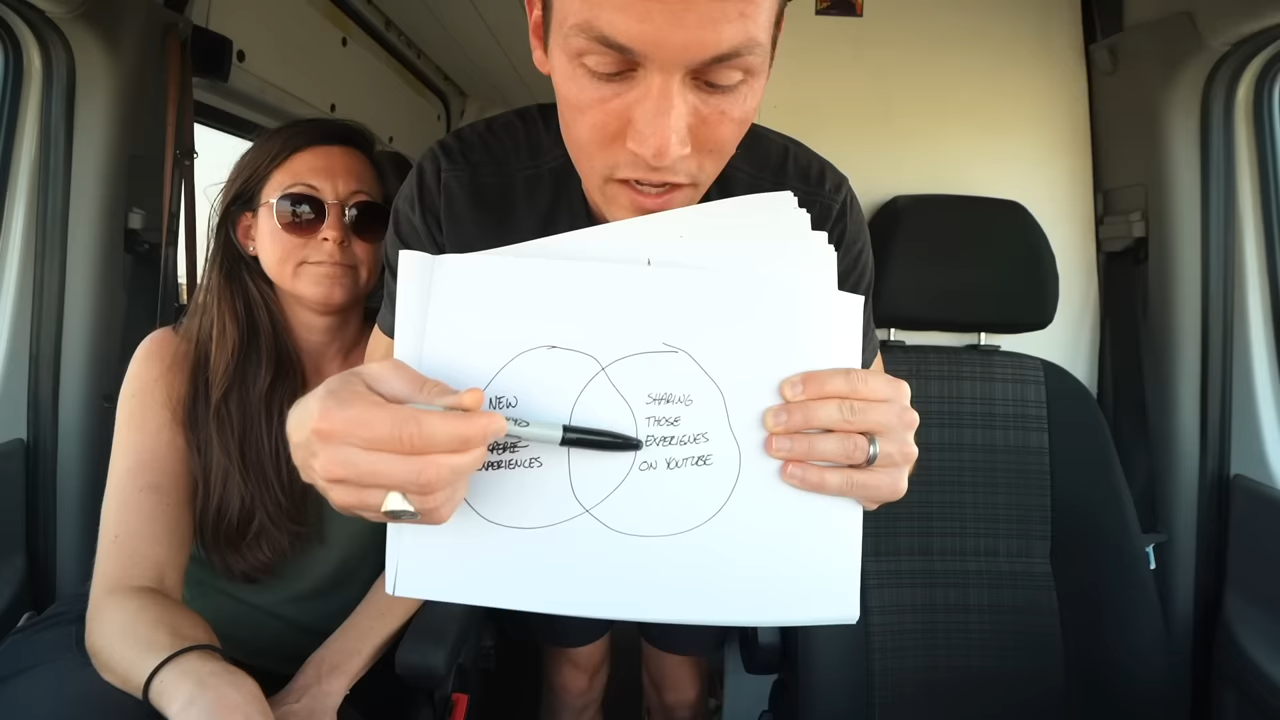 NEW
EXPERIENCES
SHARING
THOSE
EXPERIENCES
ON YOUTUBE